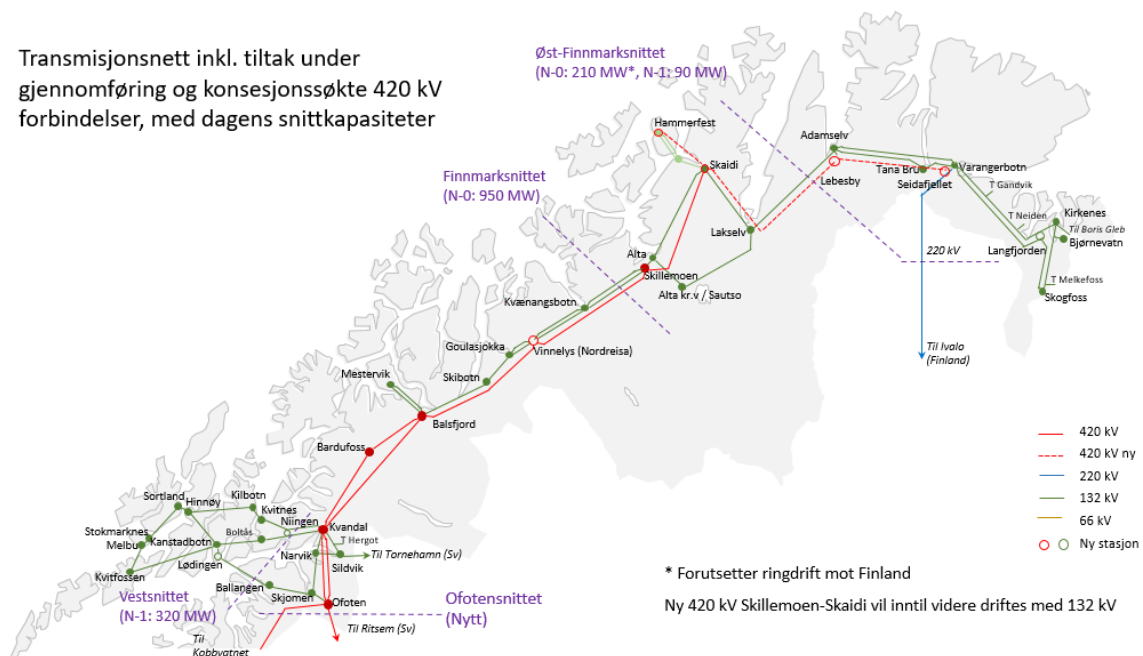 Transmisjonsnett inkl. tiltak under
gjennomføring og konsesjonssøkte 420 kV
forbindelser, med dagens snittkapasiteter
Øst-Finnmarksnittet
(N-0: 210 MW*, N-1: 90 MW)
Finnmarksnittet
(N-0: 950 MW)
Hammerfest
Skaidi
Adamselv
Lebesby
Tana Bru
Seidafjellet
Varangerbotn
T Gandvik
T Neiden
Kirkenes
Til Boris Gleb
Bjørnevatn
Langfjorden
T Melkefoss
Skogfoss
Lakselv
220 kV
Alta
Skillemoen
Alta kr.v / Sautso
Kvænangsbotn
Til Ivalo
(Finland)
Goulasjokka
Vinnelys (Nordreisa)
Mestervik
Skibotn
Balsfjord
Bardufoss
Sortland
Hinnøy
Kilbotn
Kvitnes
Niingen
Kvandal
Stokmarknes
Melbu
Kanstadbotn
Boltås
T Hergot
Til Tornehamn (Sv)
Narvik
Sildvik
Kvitfossen
Lødingen
Ballangen
Skjomen
Ofoten
Vestsnittet
(N-1: 320 MW)
Ofotensnittet
(Nytt)
Til Ritsem (Sv)
Til
Kobbvatnet
420 kV
420 kV ny
220 kV
132 kV
66 kV
Ny stasjon
* Forutsetter ringdrift mot Finland
Ny 420 kV Skillemoen-Skaidi vil inntil videre driftes med 132 kV